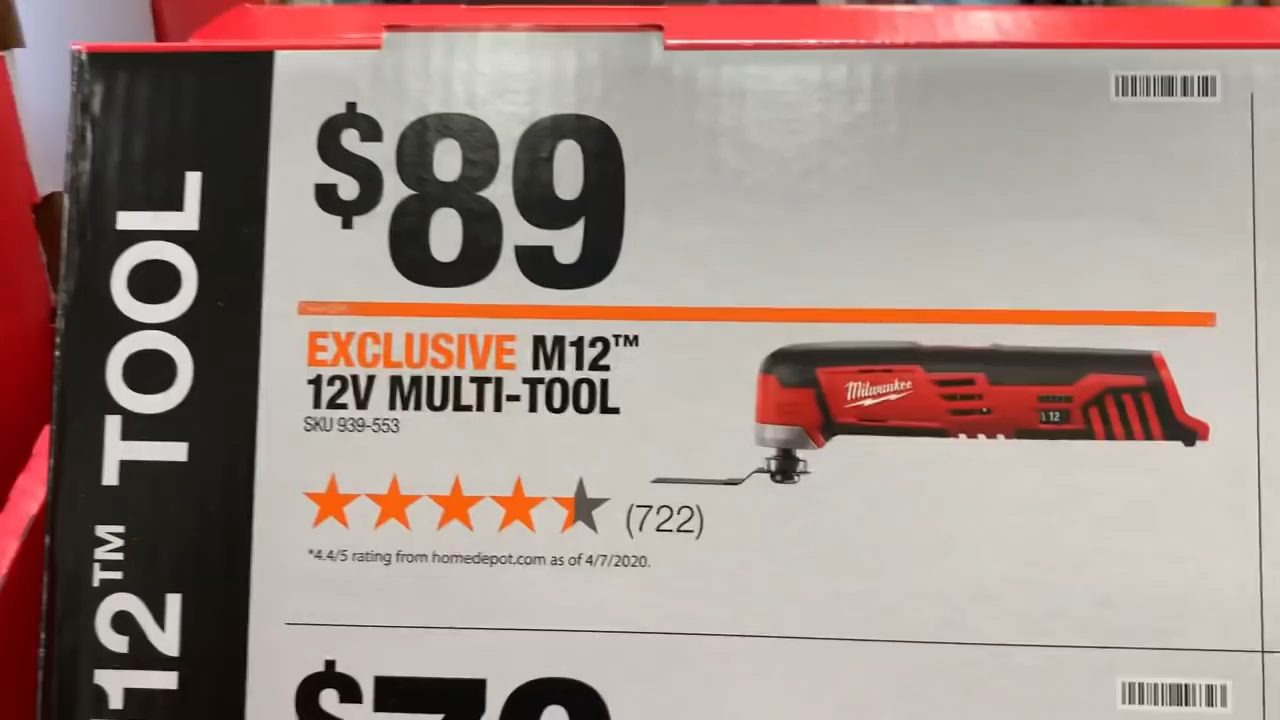 12™ TOOL
$89
EXCLUSIVE M12™
12V MULTI-TOOL
SKU 939-553
Milwaukee
(722)
*4.4/5 rating from homedepot.com as of 4/7/2020.